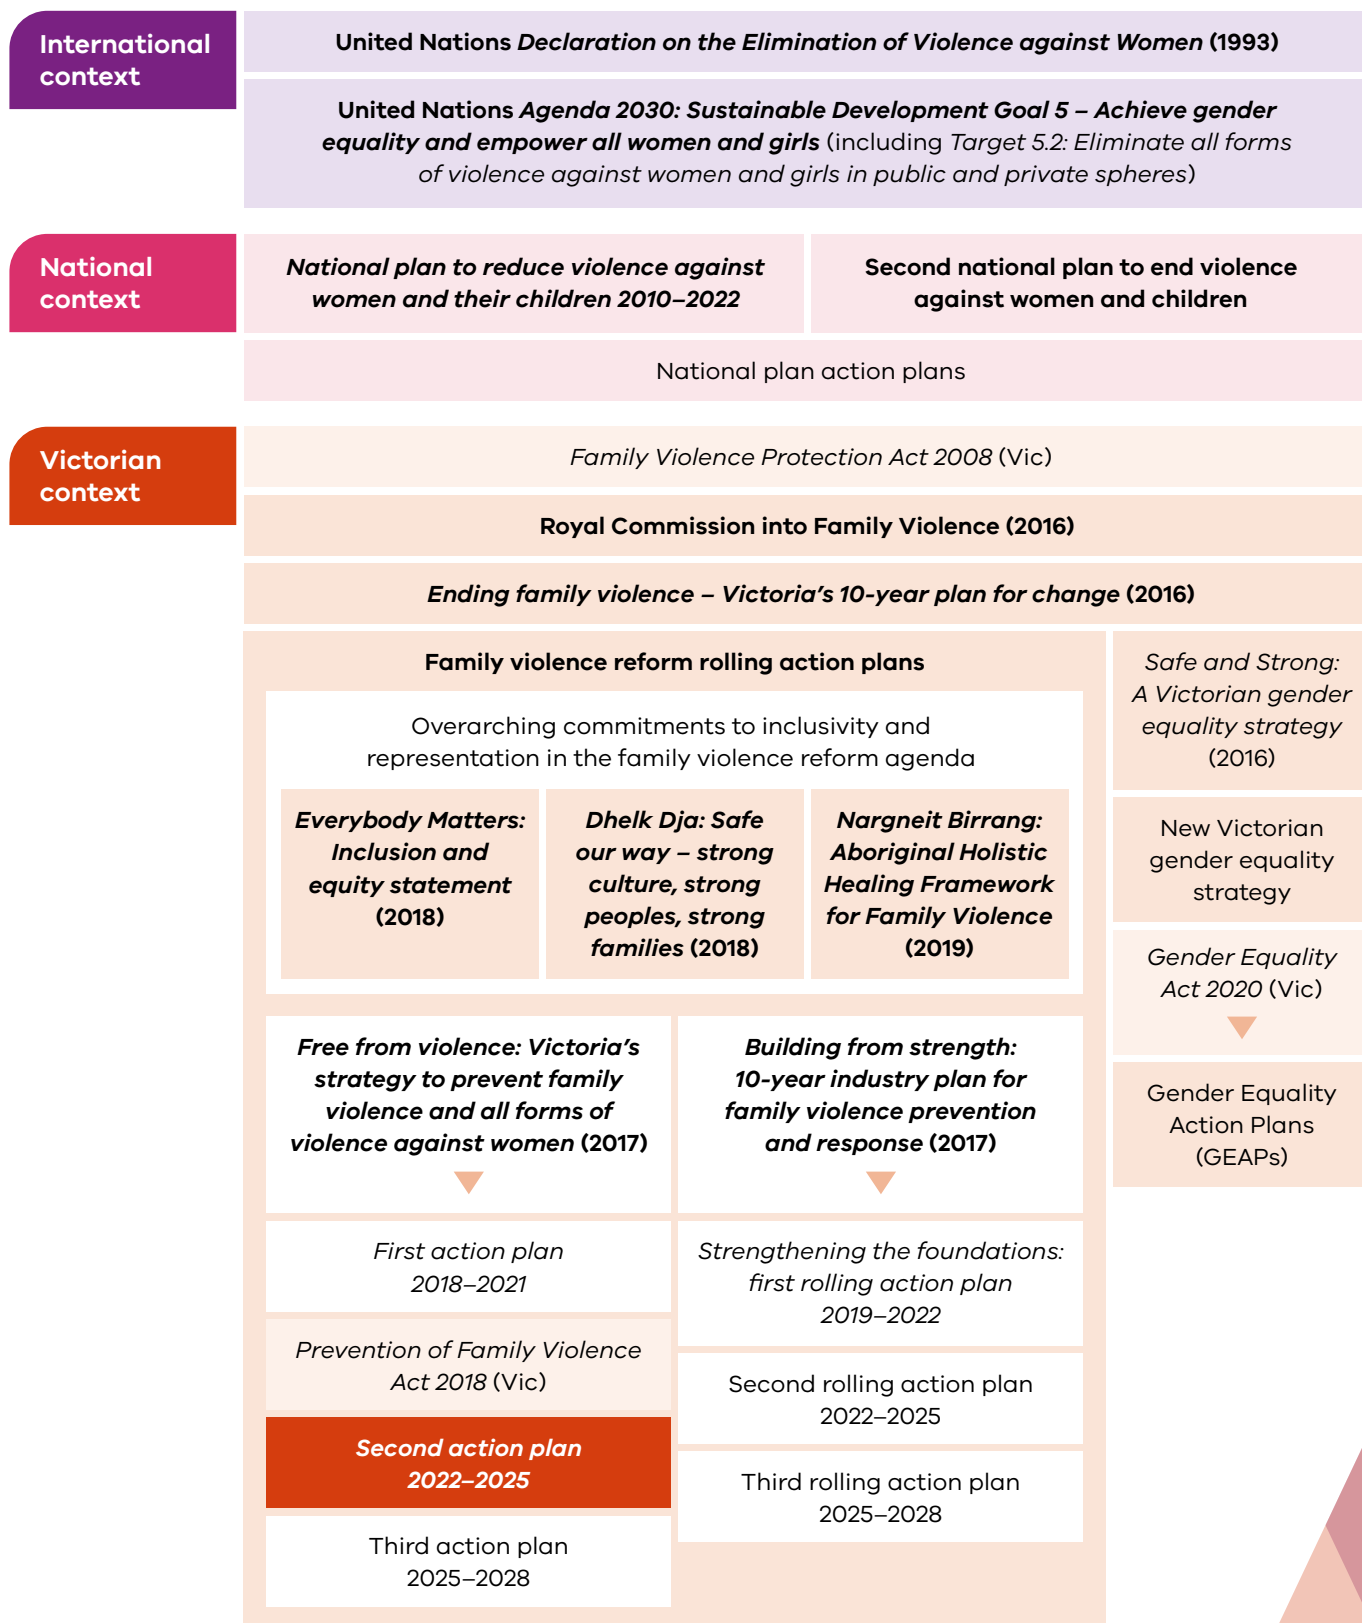 International
context
United Nations Declaration on the Elimination of Violence against Women (1993)
United Nations Agenda 2030: Sustainable Development Goal 5 – Achieve gender
equality and empower all women and girls (including Target 5.2: Eliminate all forms
of violence against women and girls in public and private spheres)
National
context
National plan to reduce violence against
women and their children 2010–2022
Second national plan to end violence
against women and children
National plan action plans
Victorian
context
Family Violence Protection Act 2008 (Vic)
Royal Commission into Family Violence (2016)
Ending family violence – Victoria’s 10-year plan for change (2016)
Family violence reform rolling action plans
Overarching commitments to inclusivity and
representation in the family violence reform agenda
Everybody Matters:
Inclusion and
equity statement
(2018)
Dhelk Dja: Safe
our way – strong
culture, strong
peoples, strong
families (2018)
Nargneit Birrang:
Aboriginal Holistic
Healing Framework
for Family Violence
(2019)
Free from violence: Victoria’s
strategy to prevent family
violence and all forms of
violence against women (2017)
First action plan
2018–2021
Prevention of Family Violence
Act 2018 (Vic)
Second action plan
2022–2025
Third action plan
2025–2028
Building from strength:
10-year industry plan for
family violence prevention
and response (2017)
Strengthening the foundations:
first rolling action plan
2019–2022
Second rolling action plan
2022–2025
Third rolling action plan
2025–2028
Safe and Strong:
A Victorian gender
equality strategy
(2016)
New Victorian
gender equality
strategy
Gender Equality
Act 2020 (Vic)
Gender Equality
Action Plans
(GEAPs)